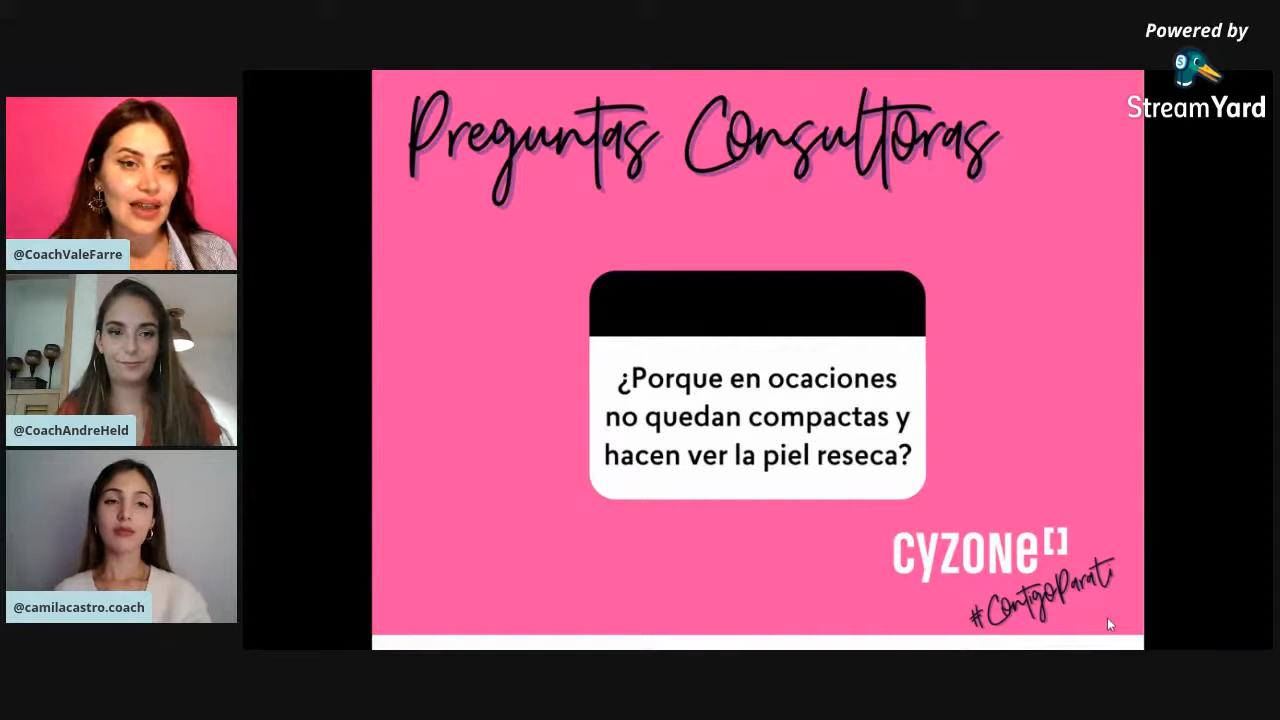 Powered by
StreamYard
Preguntas Consultoras
@CoachValeFarre
@CoachAndreHeld
@camilacastro.coach
¿Porque en ocaciones
no quedan compactas y
hacen ver la piel reseca?
cyzone[]
#ContigoParati